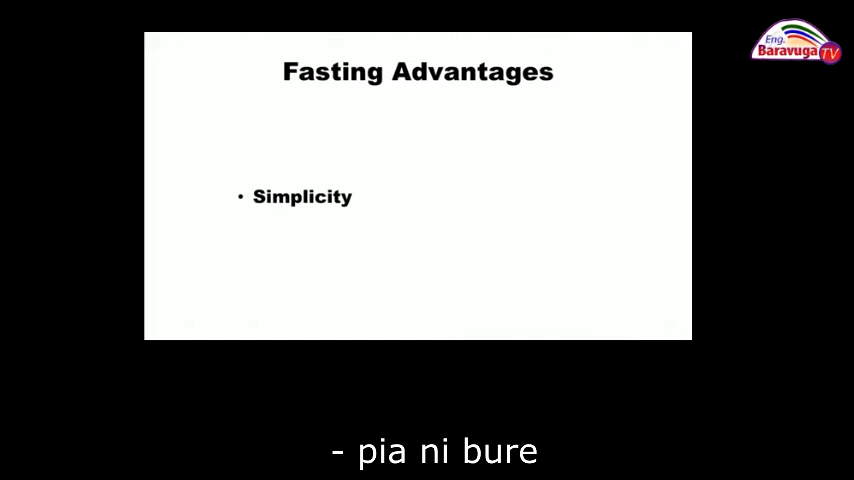 Eng.
Baravuga TV
Fasting Advantages
• Simplicity
- pia ni bure